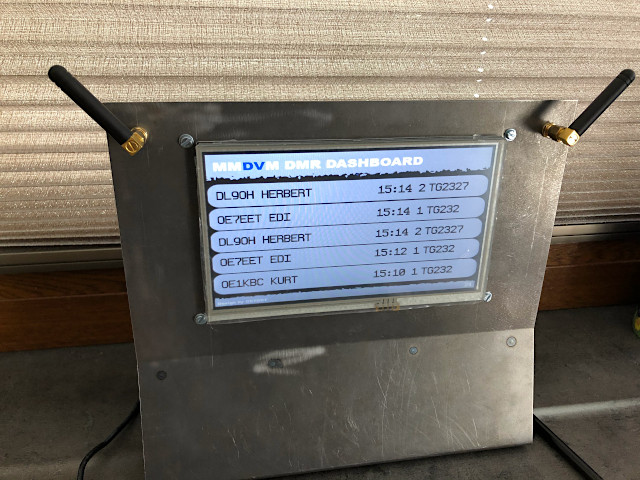 MMDVM DMR DASHBOARD
DL9OH HERBERT 15:14 2 TG2327
OE7EET EDI 15:14 1 TG232
DL9OH HERBERT 15:14 2 TG2327
OE7EET EDI 15:12 1 TG232
OE1KBC KURT 15:10 1 TG232